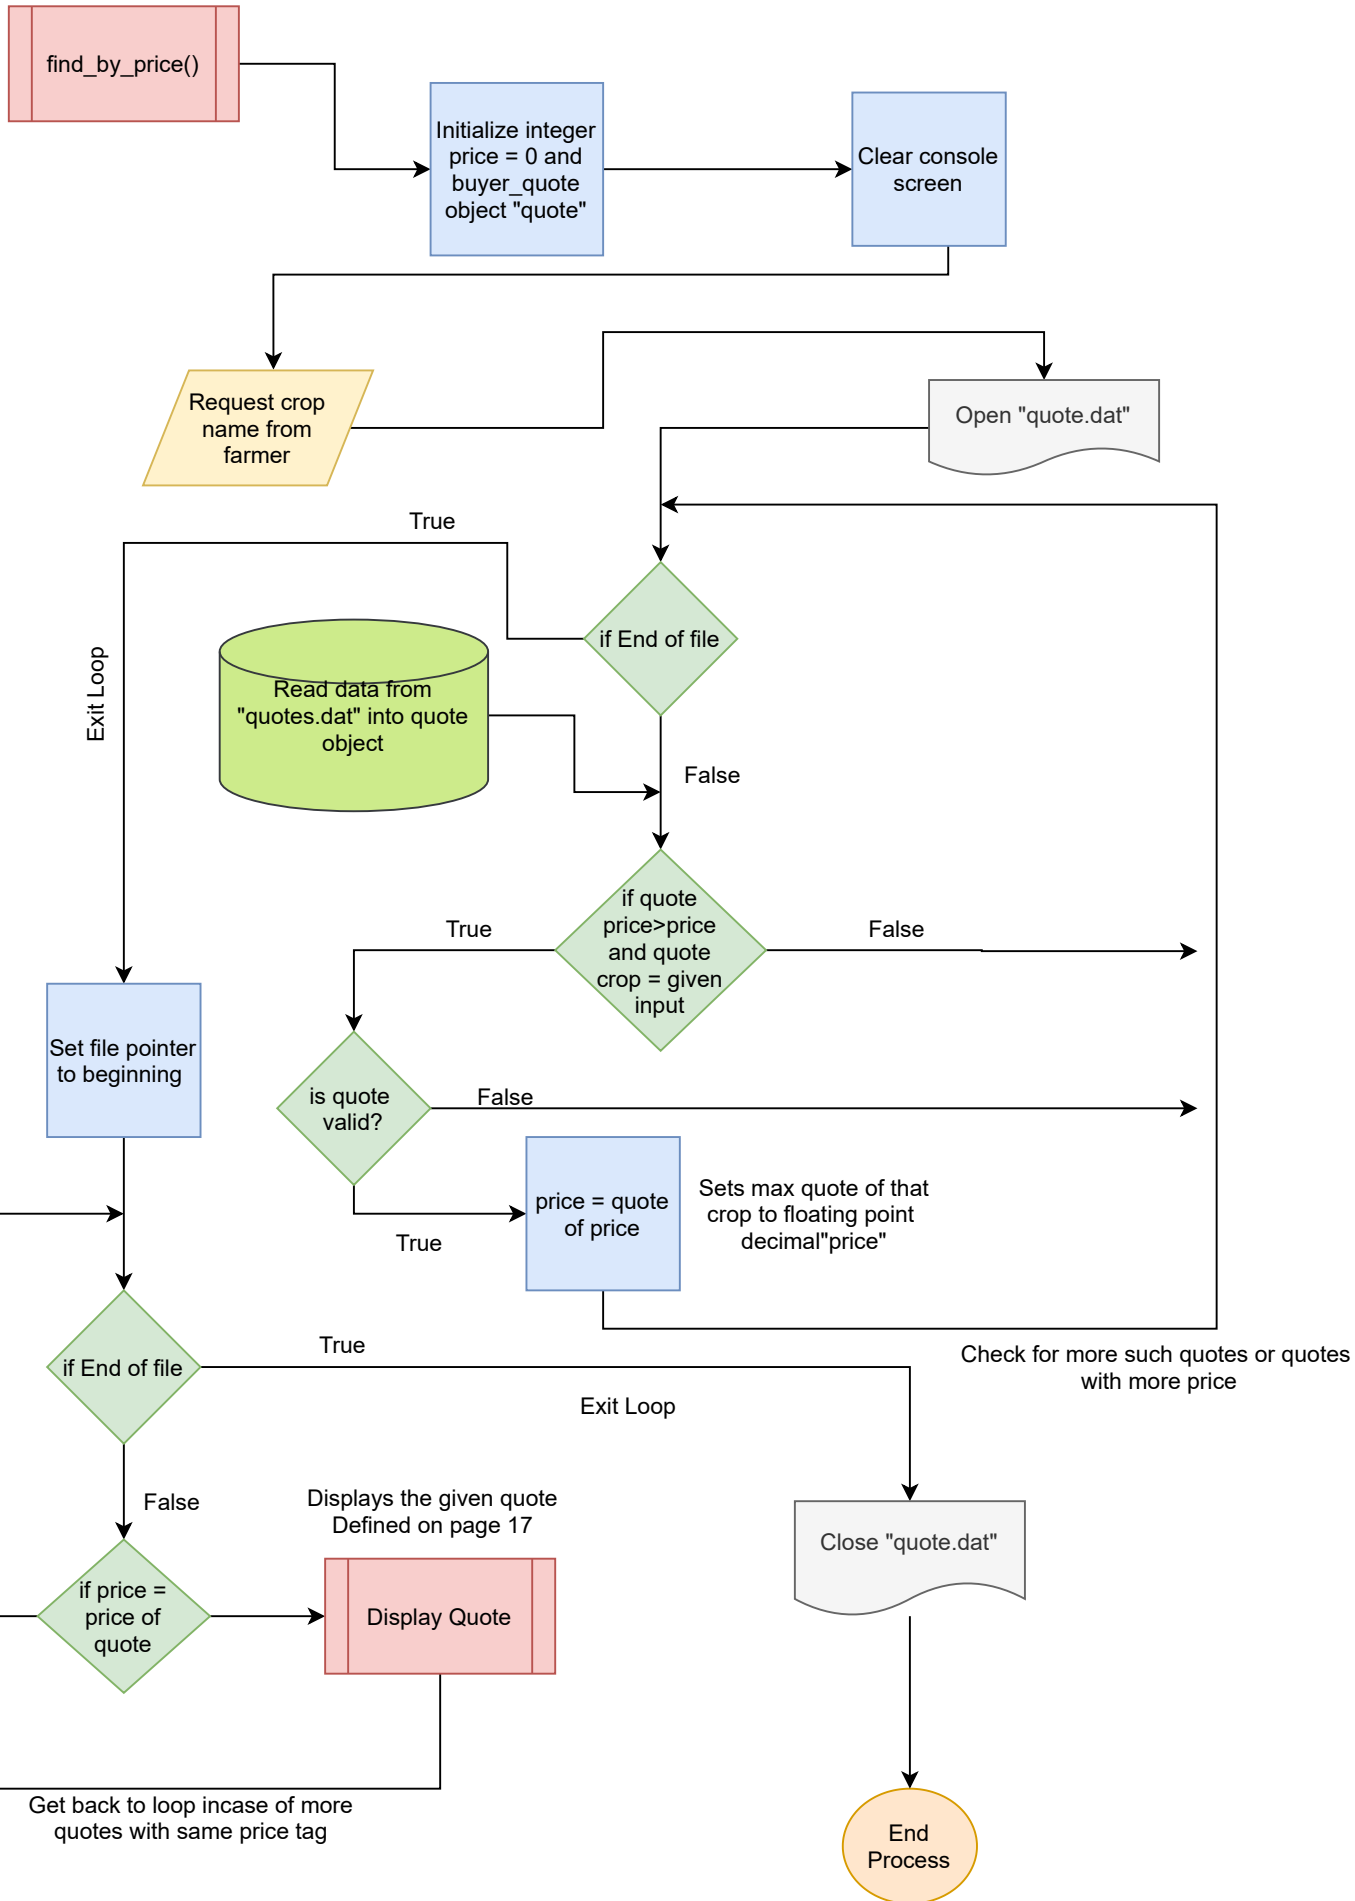 find_by_price()
Initialize integer
price = 0 and
buyer_quote
object "quote"
Clear console
screen
Request crop
name from
farmer
Open "quote.dat"
True
if End of file
Exit Loop
Read data from
"quotes.dat" into quote
object
False
if quote
price>price
and quote
crop = given
input
True
False
Set file pointer
to beginning
is quote
valid?
False
True
price = quote
of price
Sets max quote of that
crop to floating point
decimal"price"
if End of file
True
Exit Loop
Check for more such quotes or quotes
with more price
False
Displays the given quote
Defined on page 17
Close "quote.dat"
if price =
price of
quote
Display Quote
Get back to loop incase of more
quotes with same price tag
End
Process